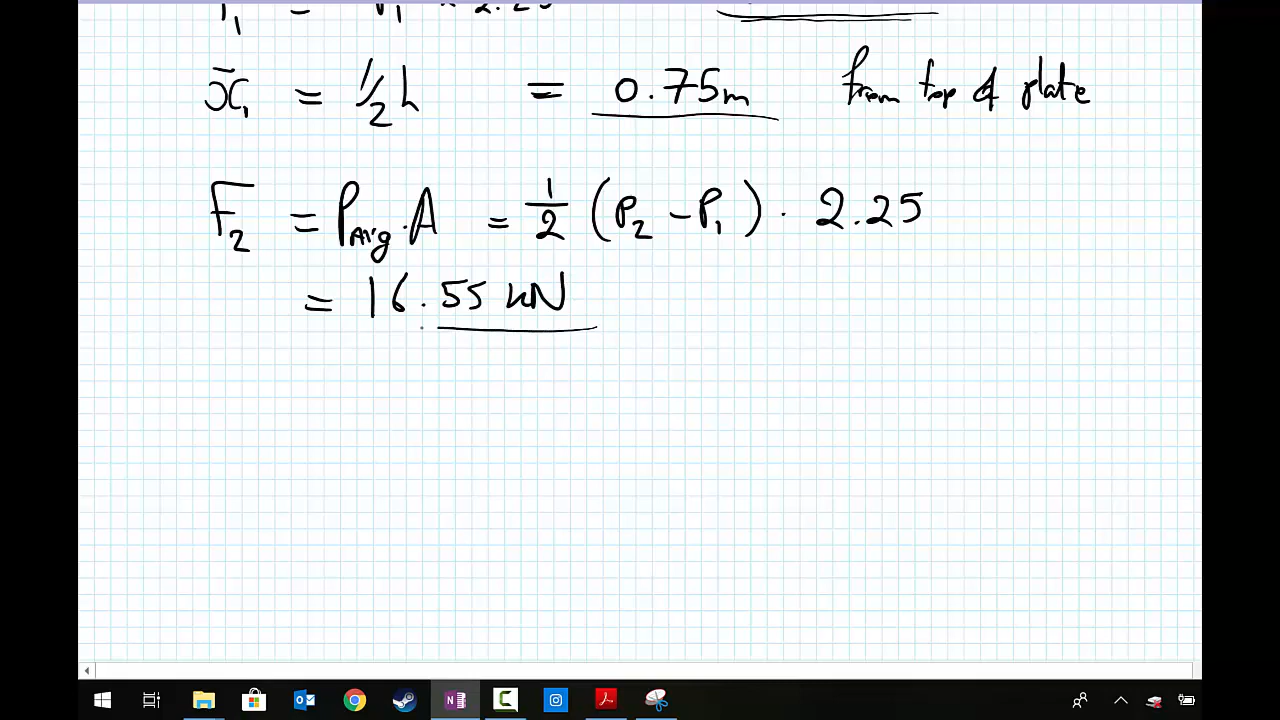 x̄₁ = 1/2 h = 0.75m from top of plate
F₂ = P_Avg · A = 1/2 (P₂ - P₁) · 2.25
= 16.55 kN